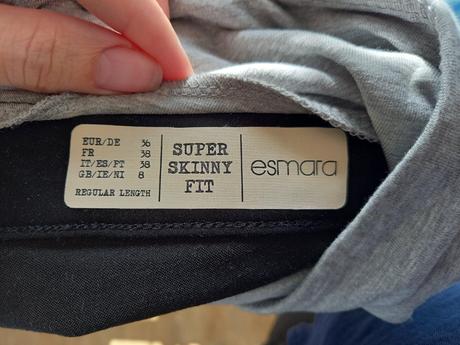 EUR/DE 36
FR 38
IT/ES/PT 38
GB/IE/NI 8
REGULAR LENGTH
SUPER
SKINNY
FIT
esmara